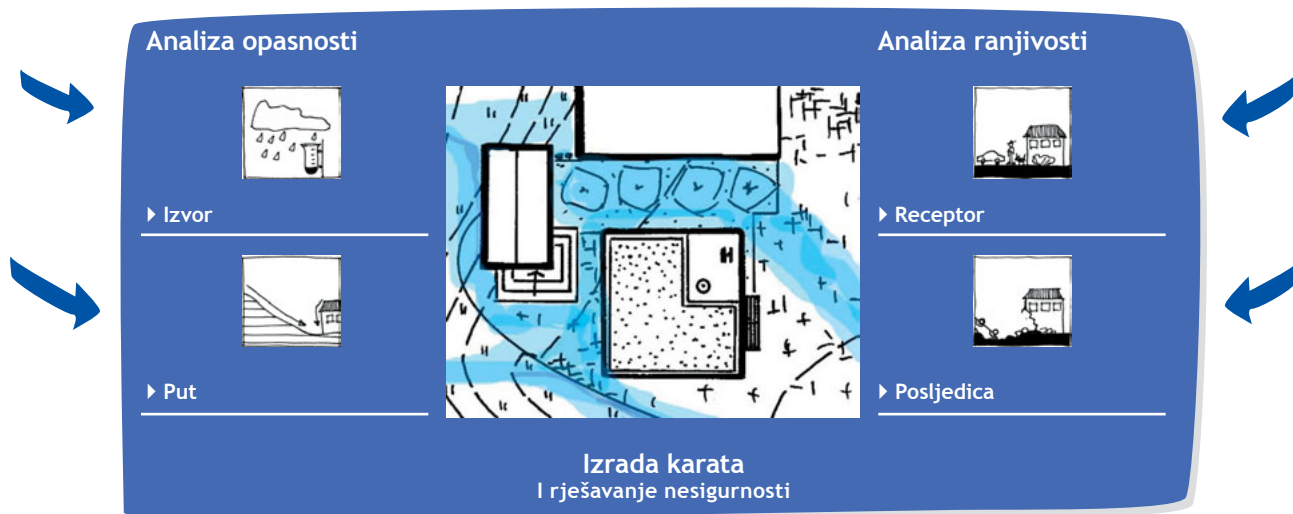 Analiza opasnosti
Izvor
Put
Analiza ranjivosti
Receptor
Posljedica
H
Izrada karata
I rješavanje nesigurnosti